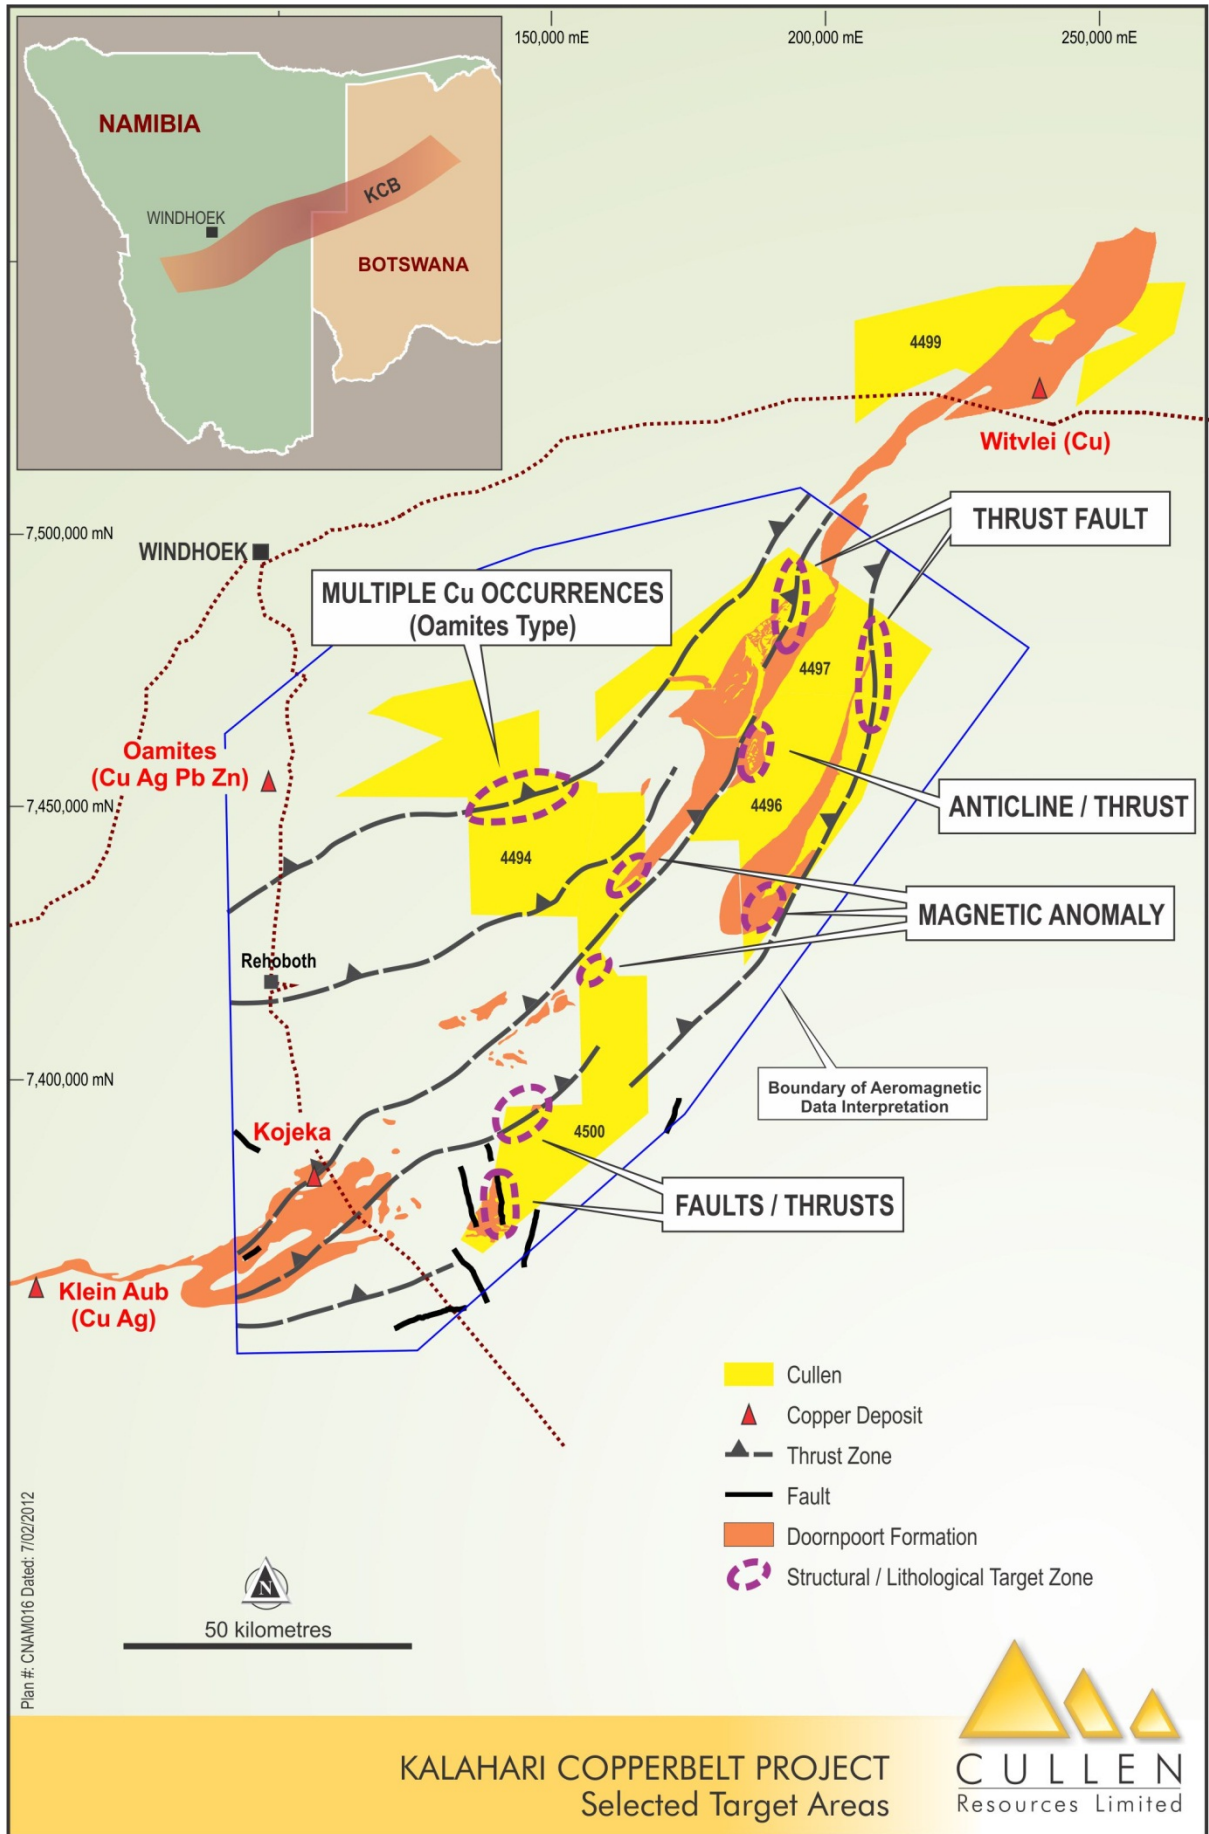 150,000 mE
200,000 mE
250,000 mE
NAMIBIA
WINDHOEK
KCB
BOTSWANA
4499
Witvlei (Cu)
7,500,000 mN
WINDHOEK
THRUST FAULT
MULTIPLE Cu OCCURRENCES
(Oamites Type)
4497
Oamites
(Cu Ag Pb Zn)
7,450,000 mN
4496
ANTICLINE / THRUST
4494
MAGNETIC ANOMALY
Rehoboth
7,400,000 mN
Boundary of Aeromagnetic
Data Interpretation
Kojeka
4500
FAULTS / THRUSTS
Klein Aub
(Cu Ag)
Cullen
Copper Deposit
Thrust Zone
Fault
Doornpoort Formation
Structural / Lithological Target Zone
N
50 kilometres
Plan #: CNAM016 Dated: 7/02/2012
KALAHARI COPPERBELT PROJECT
Selected Target Areas
CULLEN
Resources Limited